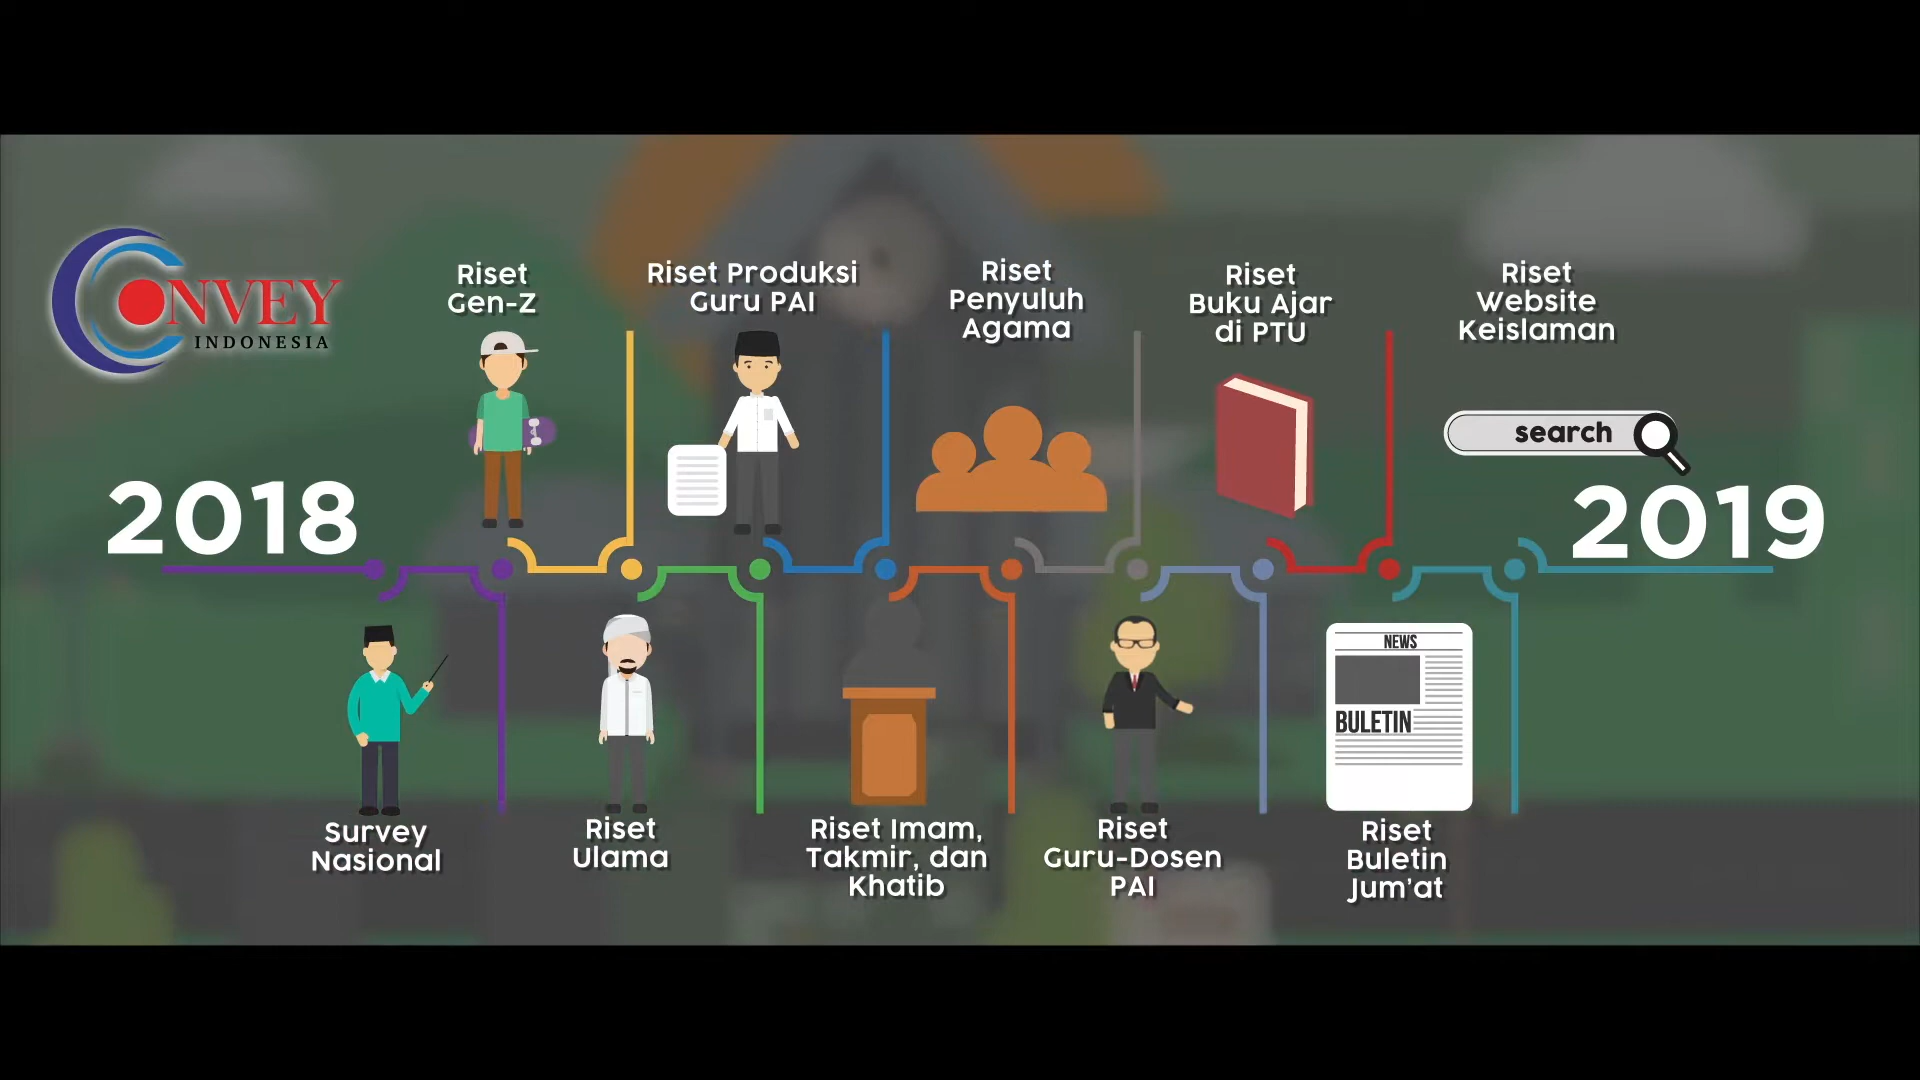 CONVEY
INDONESIA
2018
Riset
Gen-Z
Riset Produksi
Guru PAI
Riset
Penyuluh
Agama
Riset
Buku Ajar
di PTU
Riset
Website
Keislaman
search
2019
Survey
Nasional
Riset
Ulama
Riset Imam,
Takmir, dan
Khatib
Riset
Guru-Dosen
PAI
NEWS
BULETIN
Riset
Buletin
Jum'at